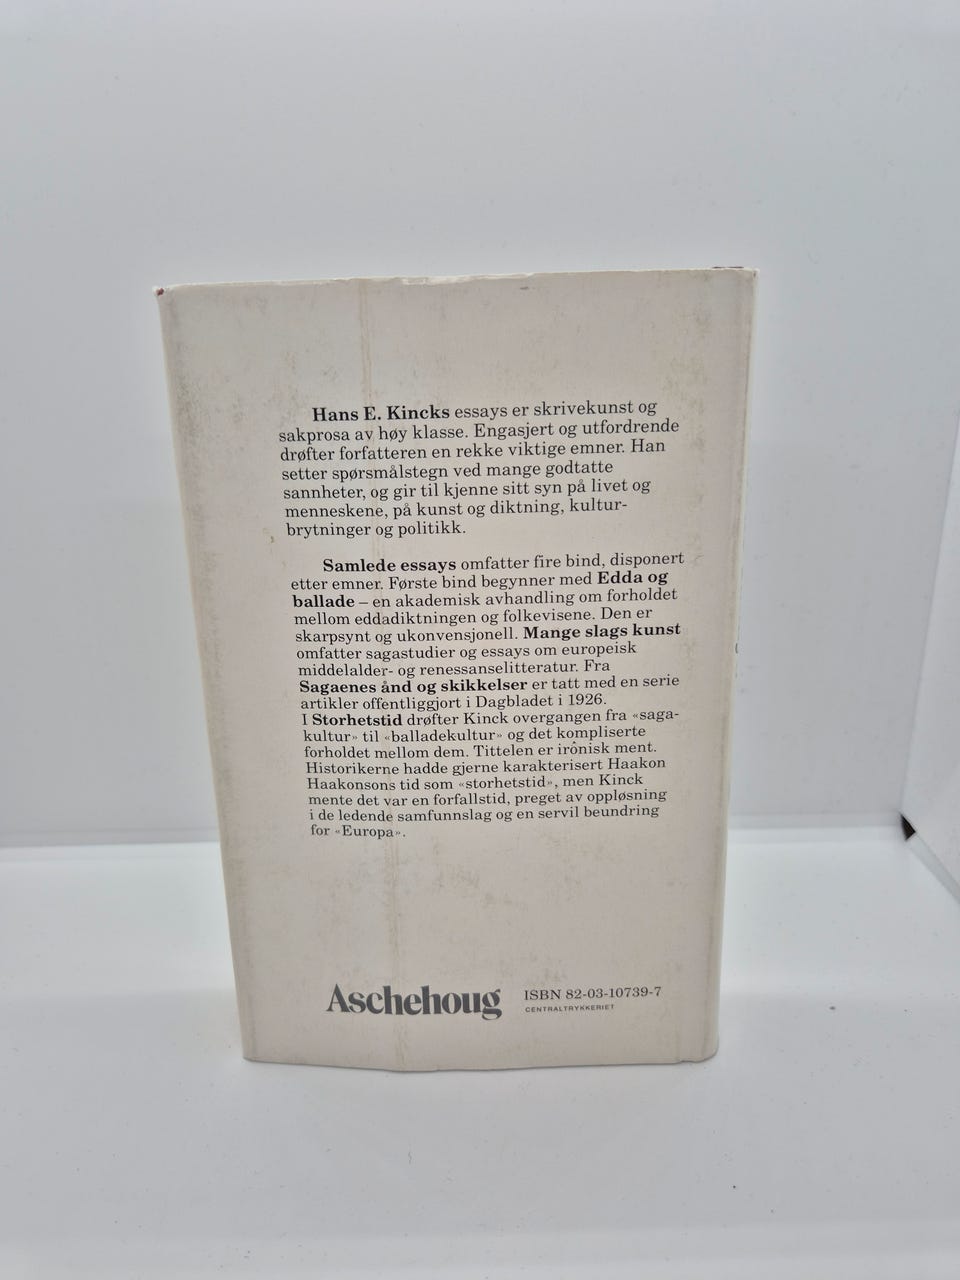 Hans E. Kincks essays er skrivekunst og
sakprosa av høy klasse. Engasjert og utfordrende
drøfter forfatteren en rekke viktige emner. Han
setter spørsmålstegn ved mange godtatte
sannheter, og gir til kjenne sitt syn på livet og
menneskene, på kunst og diktning, kultur-
brytninger og politikk.
Samlede essays omfatter fire bind, disponert
etter emner. Første bind begynner med Edda og
ballade – en akademisk avhandling om forholdet
mellom eddadiktningen og folkevisene. Den er
skarpsynt og ukonvensjonell. Mange slags kunst
omfatter sagastudier og essays om europeisk
middelalder- og renessanselitteratur. Fra
Sagaenes ånd og skikkelser er tatt med en serie
artikler offentliggjort i Dagbladet i 1926.
I Storhetstid drøfter Kinck overgangen fra «saga-
kultur» til «balladekultur» og det kompliserte
forholdet mellom dem. Tittelen er ironisk ment.
Historikerne hadde gjerne karakterisert Haakon
Haakonsons tid som «storhetstid», men Kinck
mente det var en forfallstid, preget av oppløsning
i de ledende samfunnslag og en servil beundring
for «Europa».
Aschehoug
ISBN 82-03-10739-7
CENTRALTRYKKERIET